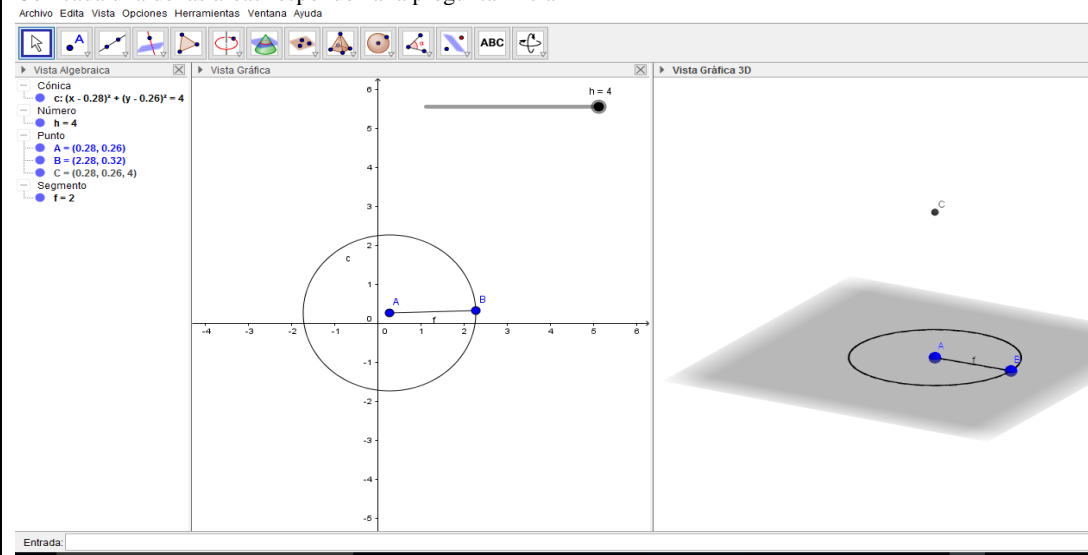 Archivo Edita Vista Opciones Herramientas Ventana Ayuda
A
α
ABC
Vista Algebraica
Vista Gráfica
Vista Gráfica 3D
Cónica
c: (x - 0.28)² + (y - 0.26)² = 4
Número
h = 4
Punto
A = (0.28, 0.26)
B = (2.28, 0.32)
C = (0.28, 0.26, 4)
Segmento
f = 2
h = 4
6
5
4
3
2
1
0
-1
-2
-3
-4
-5
-4 -3 -2 -1 0 1 2 3 4 5 6
c
A
B
f
C
A
f
B
Entrada: